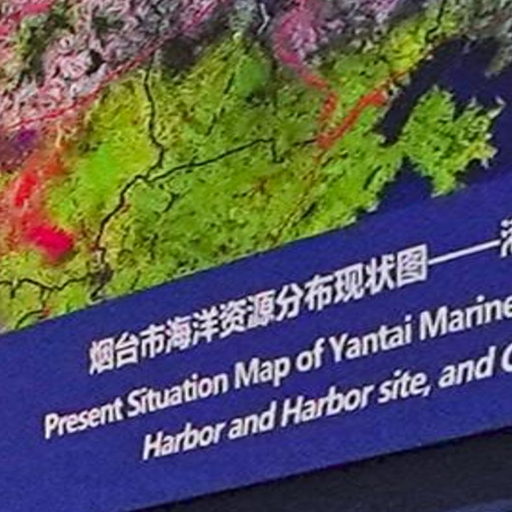 烟台市海洋资源分布现状图——港
Present Situation Map of Yantai Marine
Harbor and Harbor site, and C